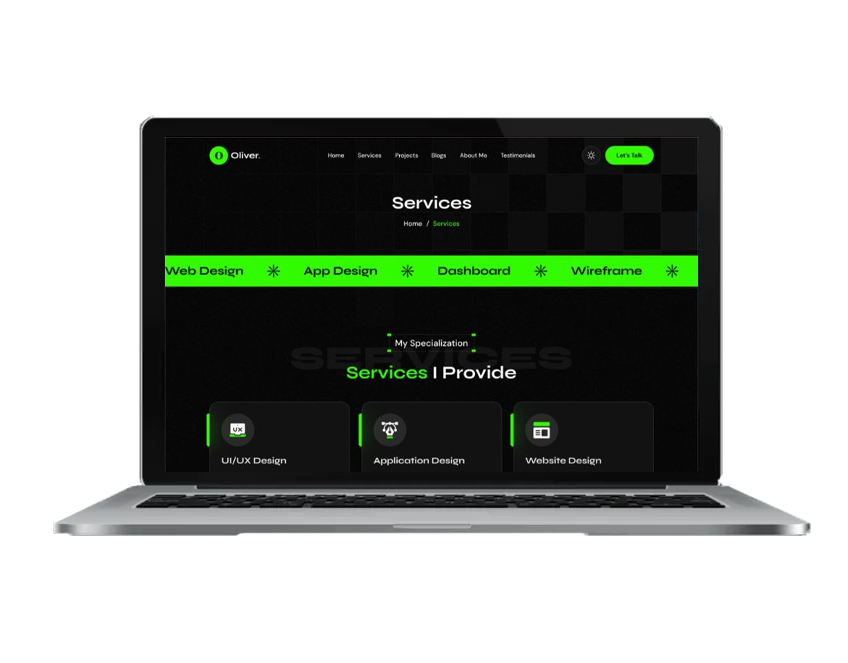 O Oliver.
Home Services Projects Blogs About Me Testimonials
Let's Talk
Services
Home / Services
Web Design App Design Dashboard Wireframe
My Specialization
SERVICES
Services I Provide
UX
UI/UX Design Application Design Website Design